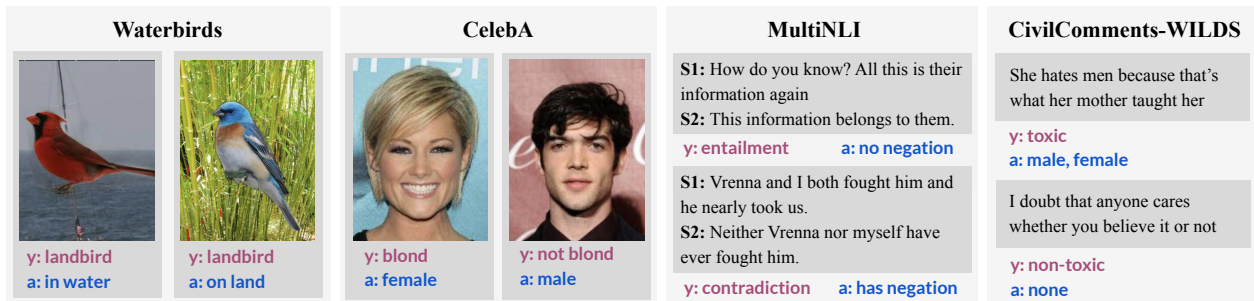 Waterbirds
y: landbird
a: in water
y: landbird
a: on land
CelebA
y: blond
a: female
y: not blond
a: male
MultiNLI
S1: How do you know? All this is their
information again
S2: This information belongs to them.
y: entailment a: no negation
S1: Vrenna and I both fought him and
he nearly took us.
S2: Neither Vrenna nor myself have
ever fought him.
y: contradiction a: has negation
CivilComments-WILDS
She hates men because that's
what her mother taught her
y: toxic
a: male, female
I doubt that anyone cares
whether you believe it or not
y: non-toxic
a: none